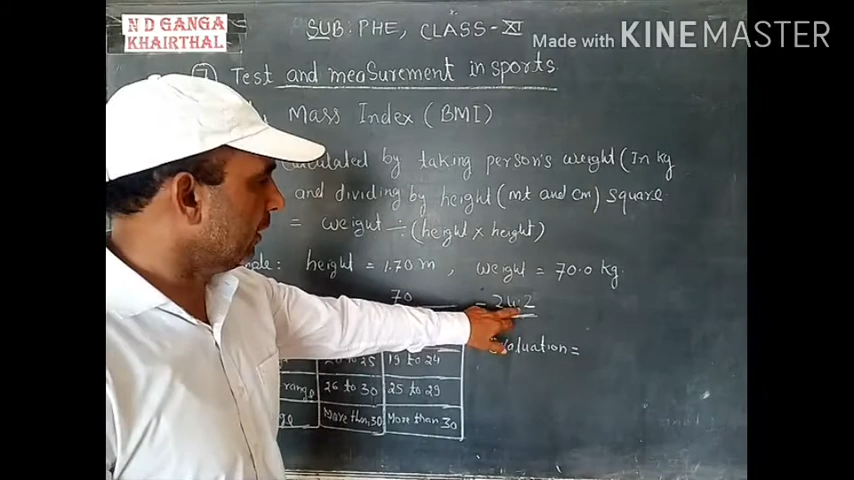 N D GANGA
KHAIRTHAL
SUB: PHE, CLASS-XI
Made with KINEMASTER
7 Test and measurement in sports.
Mass Index (BMI)
Calculated by taking person's weight (In kg
and dividing by height (mt and cm) square
= weight ÷ (height x height)
height = 1.70 m, weight = 70.0 kg
70 = 24.2
Evaluation =
20 to 25 19 to 24
range 26 to 30 25 to 29
More than 30 More than 30